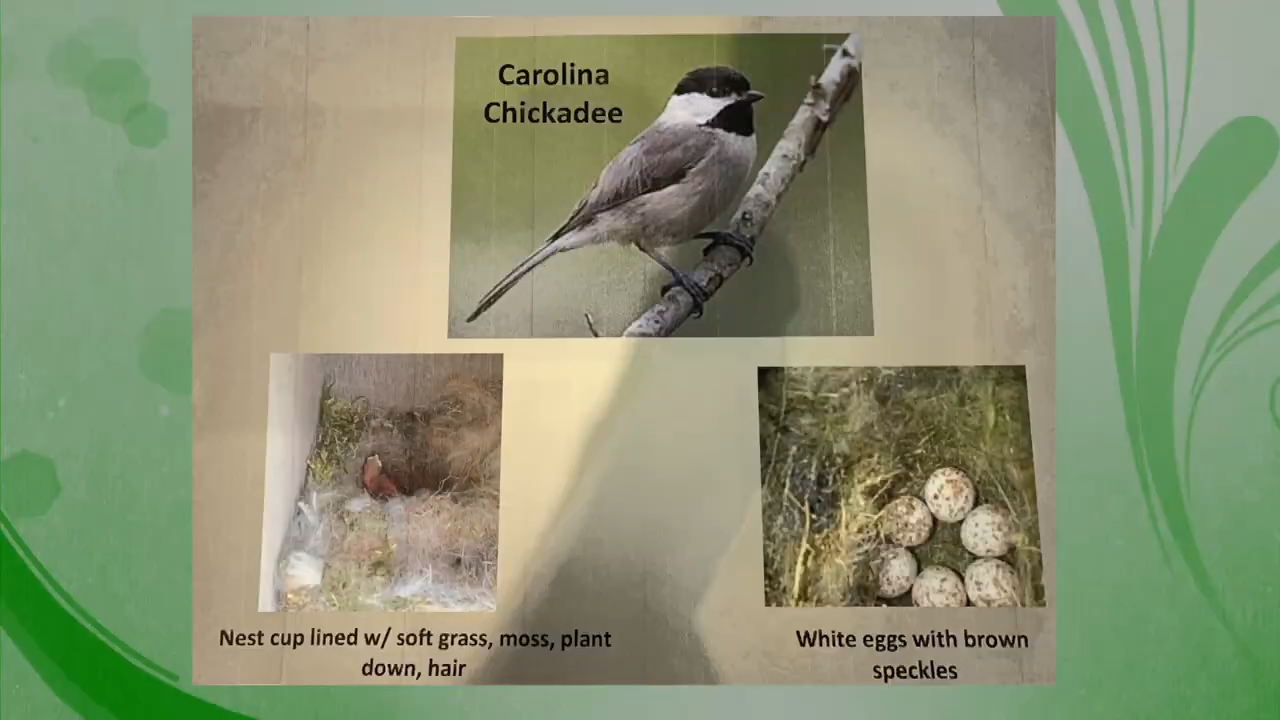 Carolina
Chickadee
Nest cup lined w/ soft grass, moss, plant
down, hair
White eggs with brown
speckles